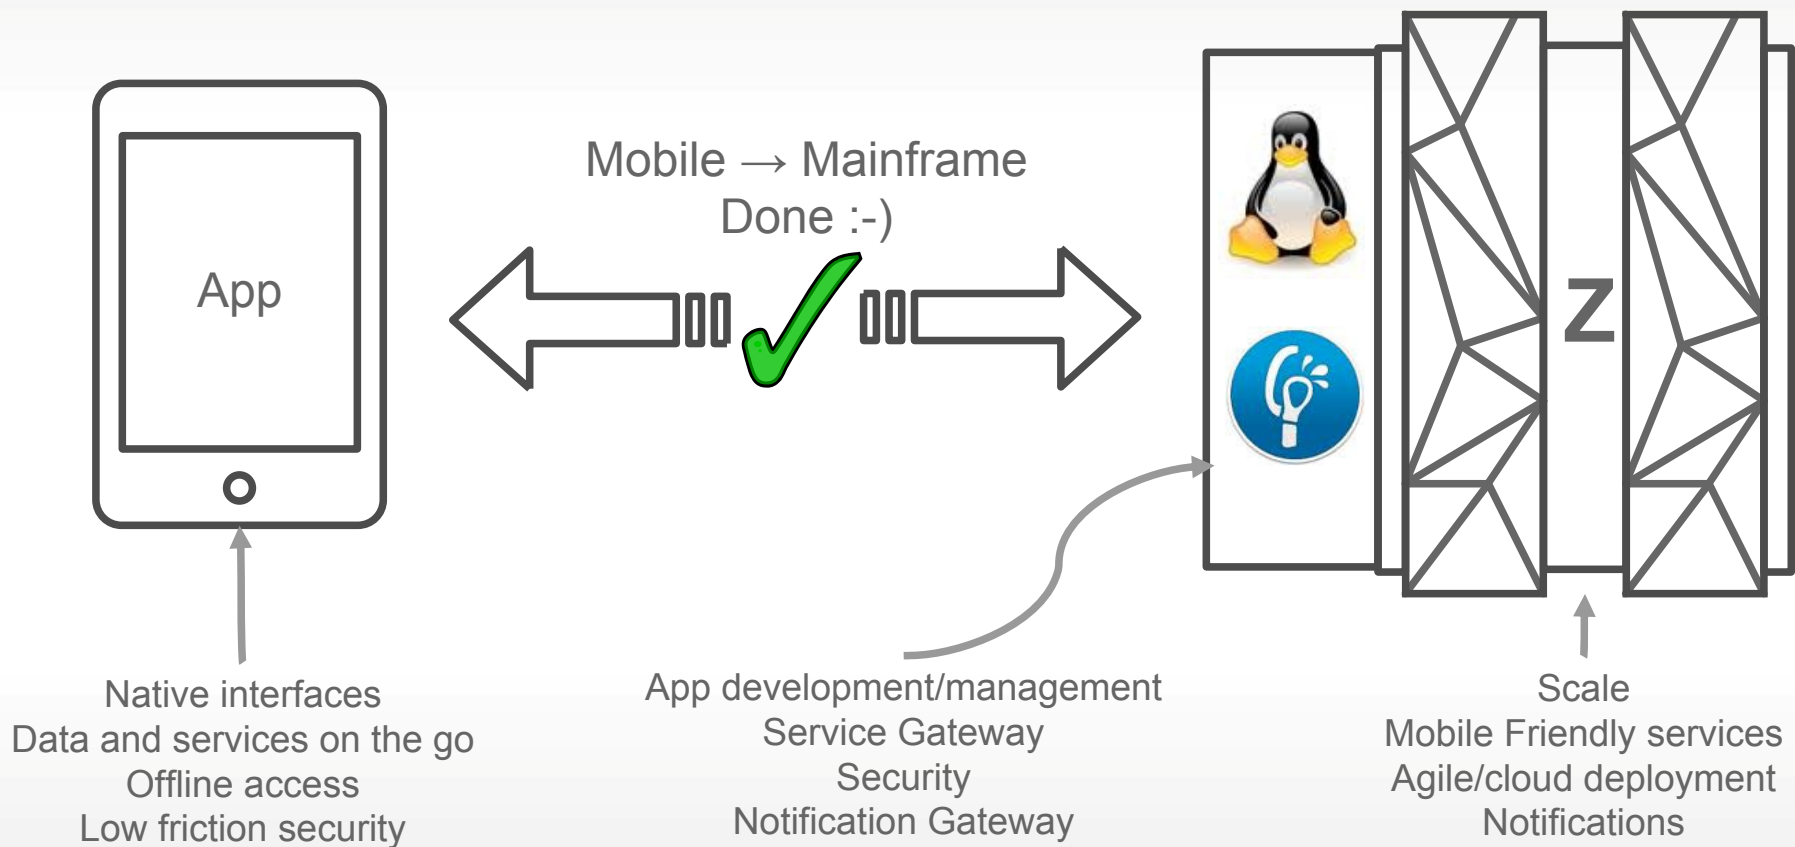 Mobile → Mainframe
Done :-)
App
Z
Native interfaces
Data and services on the go
Offline access
Low friction security
App development/management
Service Gateway
Security
Notification Gateway
Scale
Mobile Friendly services
Agile/cloud deployment
Notifications